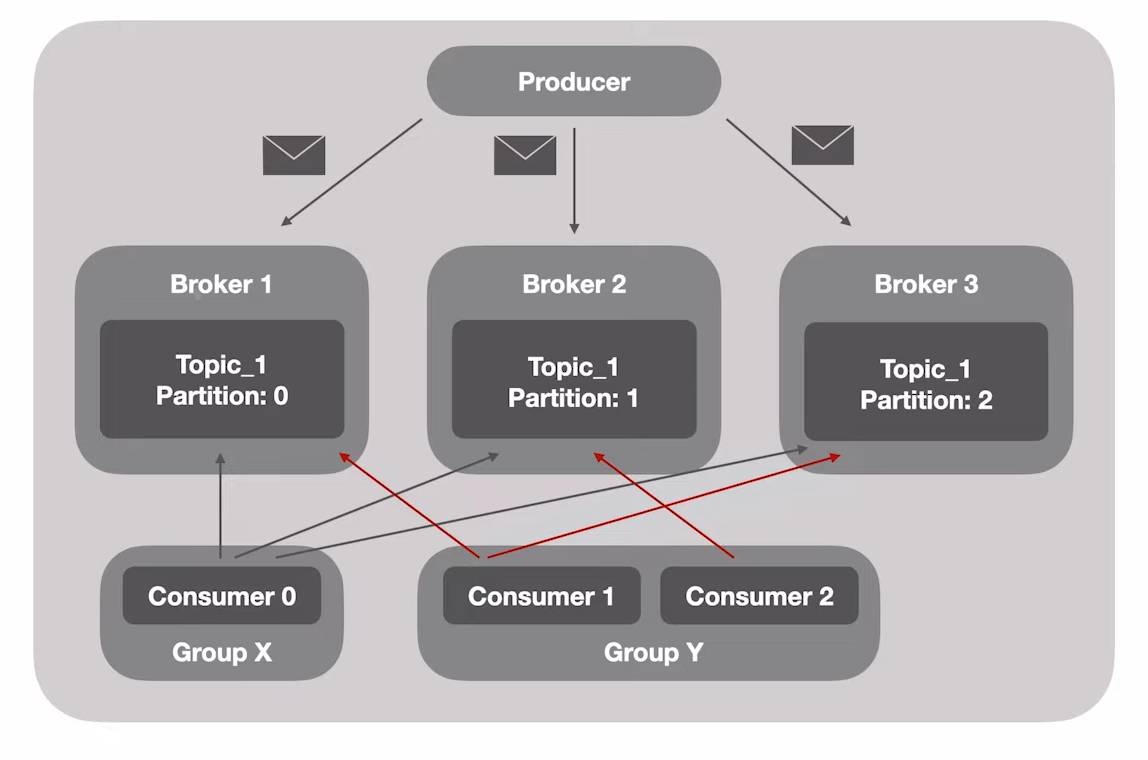 Producer
Broker 1
Broker 2
Broker 3
Topic_1
Partition: 0
Topic_1
Partition: 1
Topic_1
Partition: 2
Consumer 0
Group X
Consumer 1
Consumer 2
Group Y